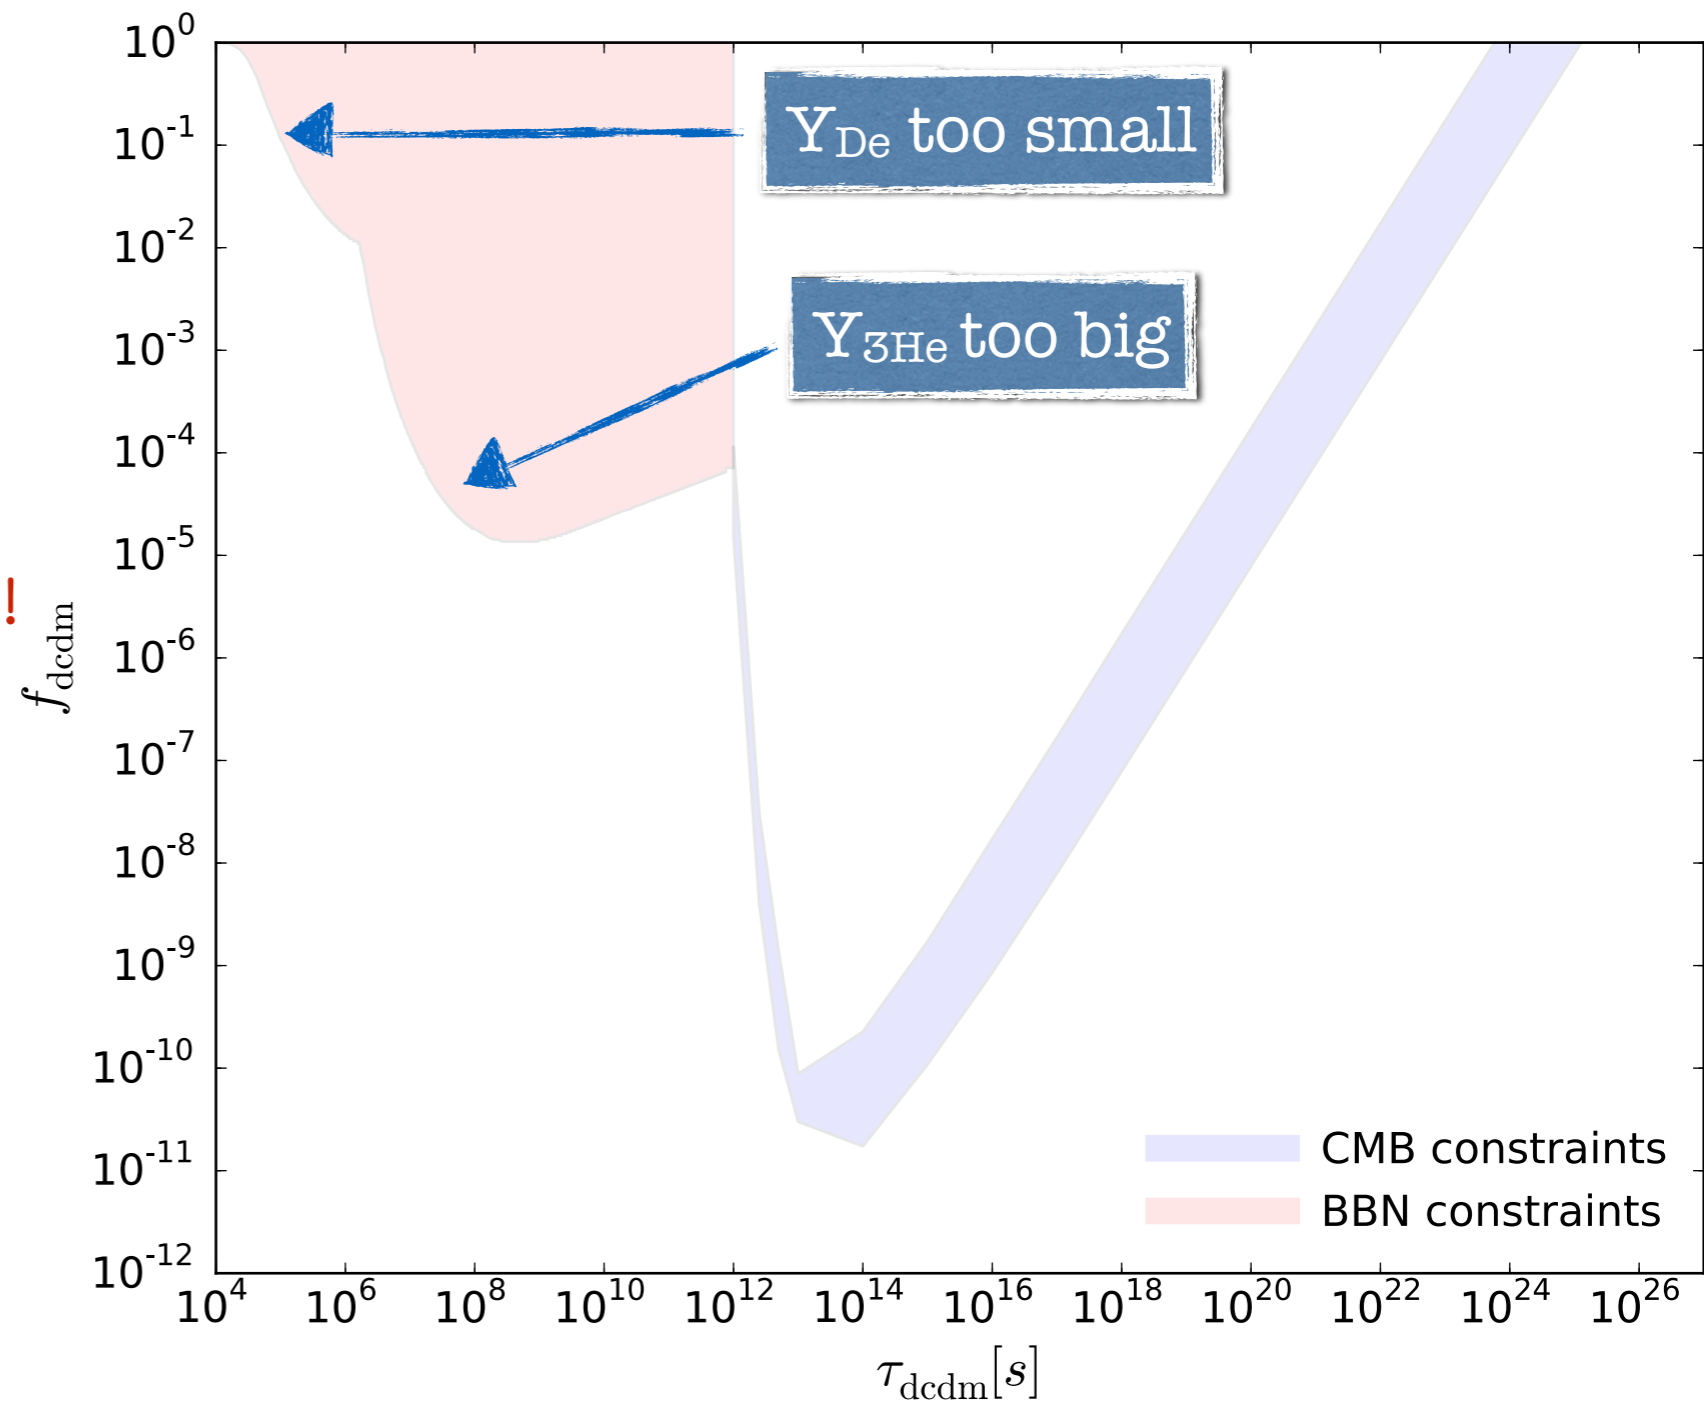 10^0
10^-1
10^-2
10^-3
10^-4
10^-5
10^-6
10^-7
10^-8
10^-9
10^-10
10^-11
10^-12
!
f_dcdm
Y_De too small
Y_3He too big
CMB constraints
BBN constraints
10^4 10^6 10^8 10^10 10^12 10^14 10^16 10^18 10^20 10^22 10^24 10^26
τ_dcdm[s]